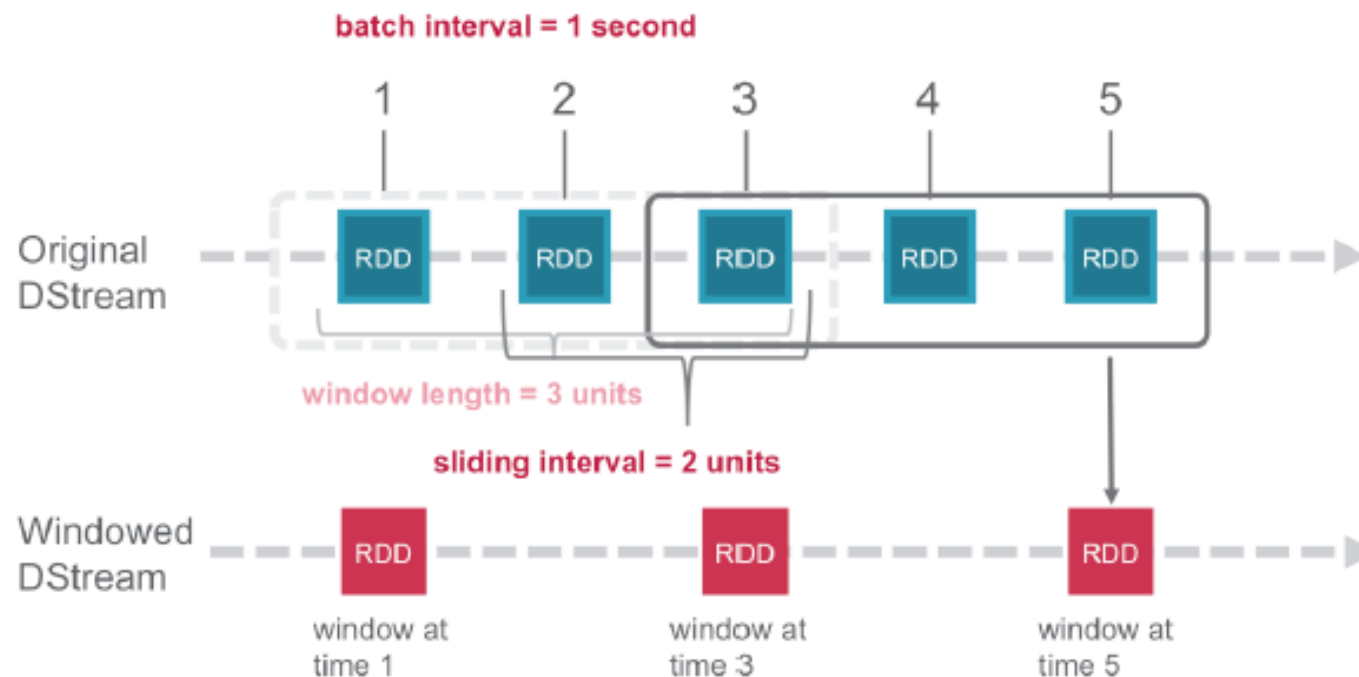 batch interval = 1 second
1 2 3 4 5
Original
DStream
RDD RDD RDD RDD RDD
window length = 3 units
sliding interval = 2 units
Windowed
DStream
RDD RDD RDD
window at
time 1
window at
time 3
window at
time 5